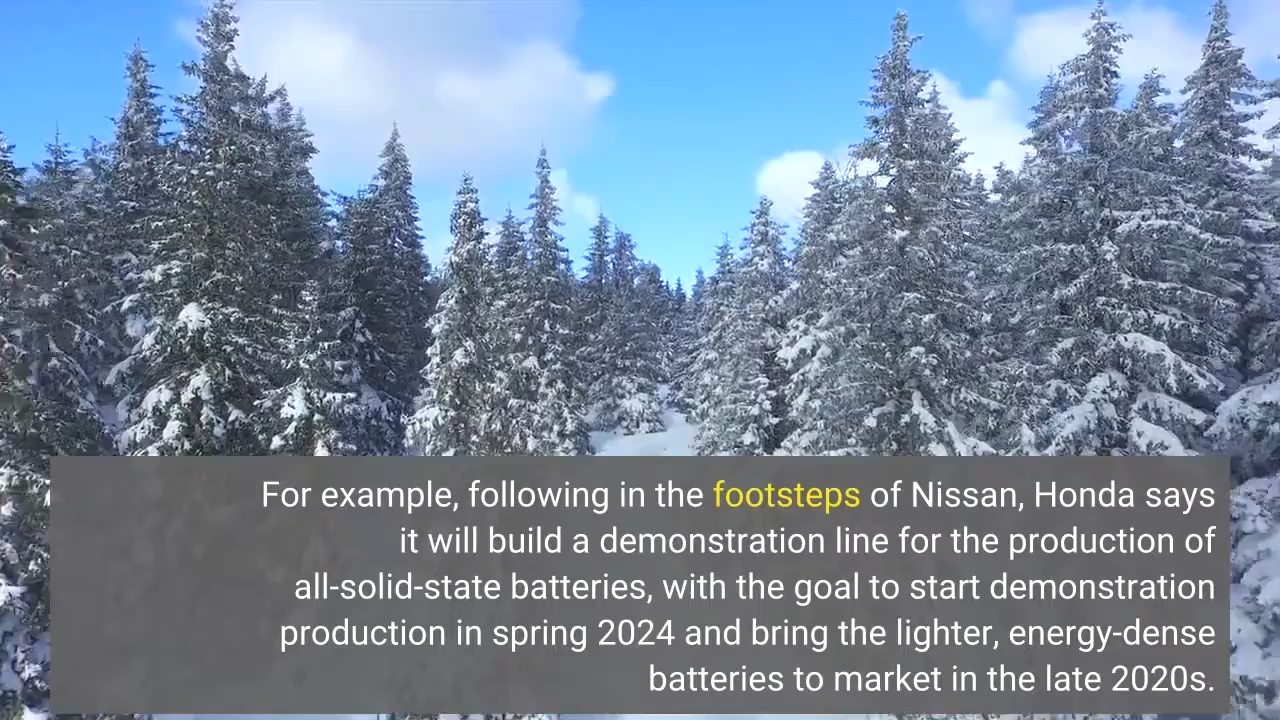 For example, following in the footsteps of Nissan, Honda says
it will build a demonstration line for the production of
all-solid-state batteries, with the goal to start demonstration
production in spring 2024 and bring the lighter, energy-dense
batteries to market in the late 2020s.